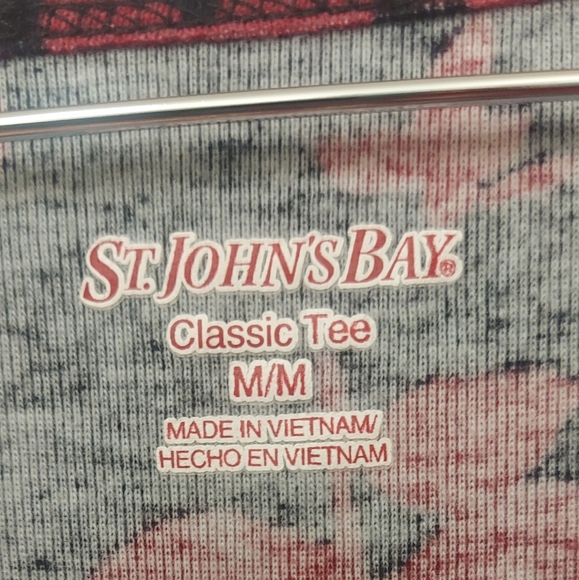 ST. JOHN'S BAY®
Classic Tee
M/M
MADE IN VIETNAM/
HECHO EN VIETNAM